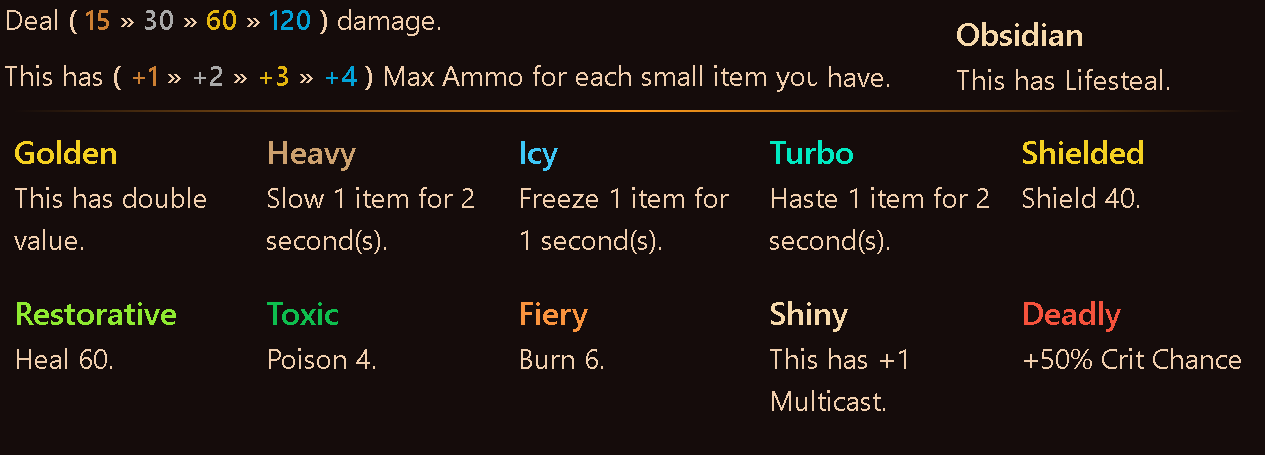 Deal ( 15 » 30 » 60 » 120 ) damage.
This has ( +1 » +2 » +3 » +4 ) Max Ammo for each small item you have.
Obsidian
This has Lifesteal.
Golden
This has double
value.
Heavy
Slow 1 item for 2
second(s).
Icy
Freeze 1 item for
1 second(s).
Turbo
Haste 1 item for 2
second(s).
Shielded
Shield 40.
Restorative
Heal 60.
Toxic
Poison 4.
Fiery
Burn 6.
Shiny
This has +1
Multicast.
Deadly
+50% Crit Chance